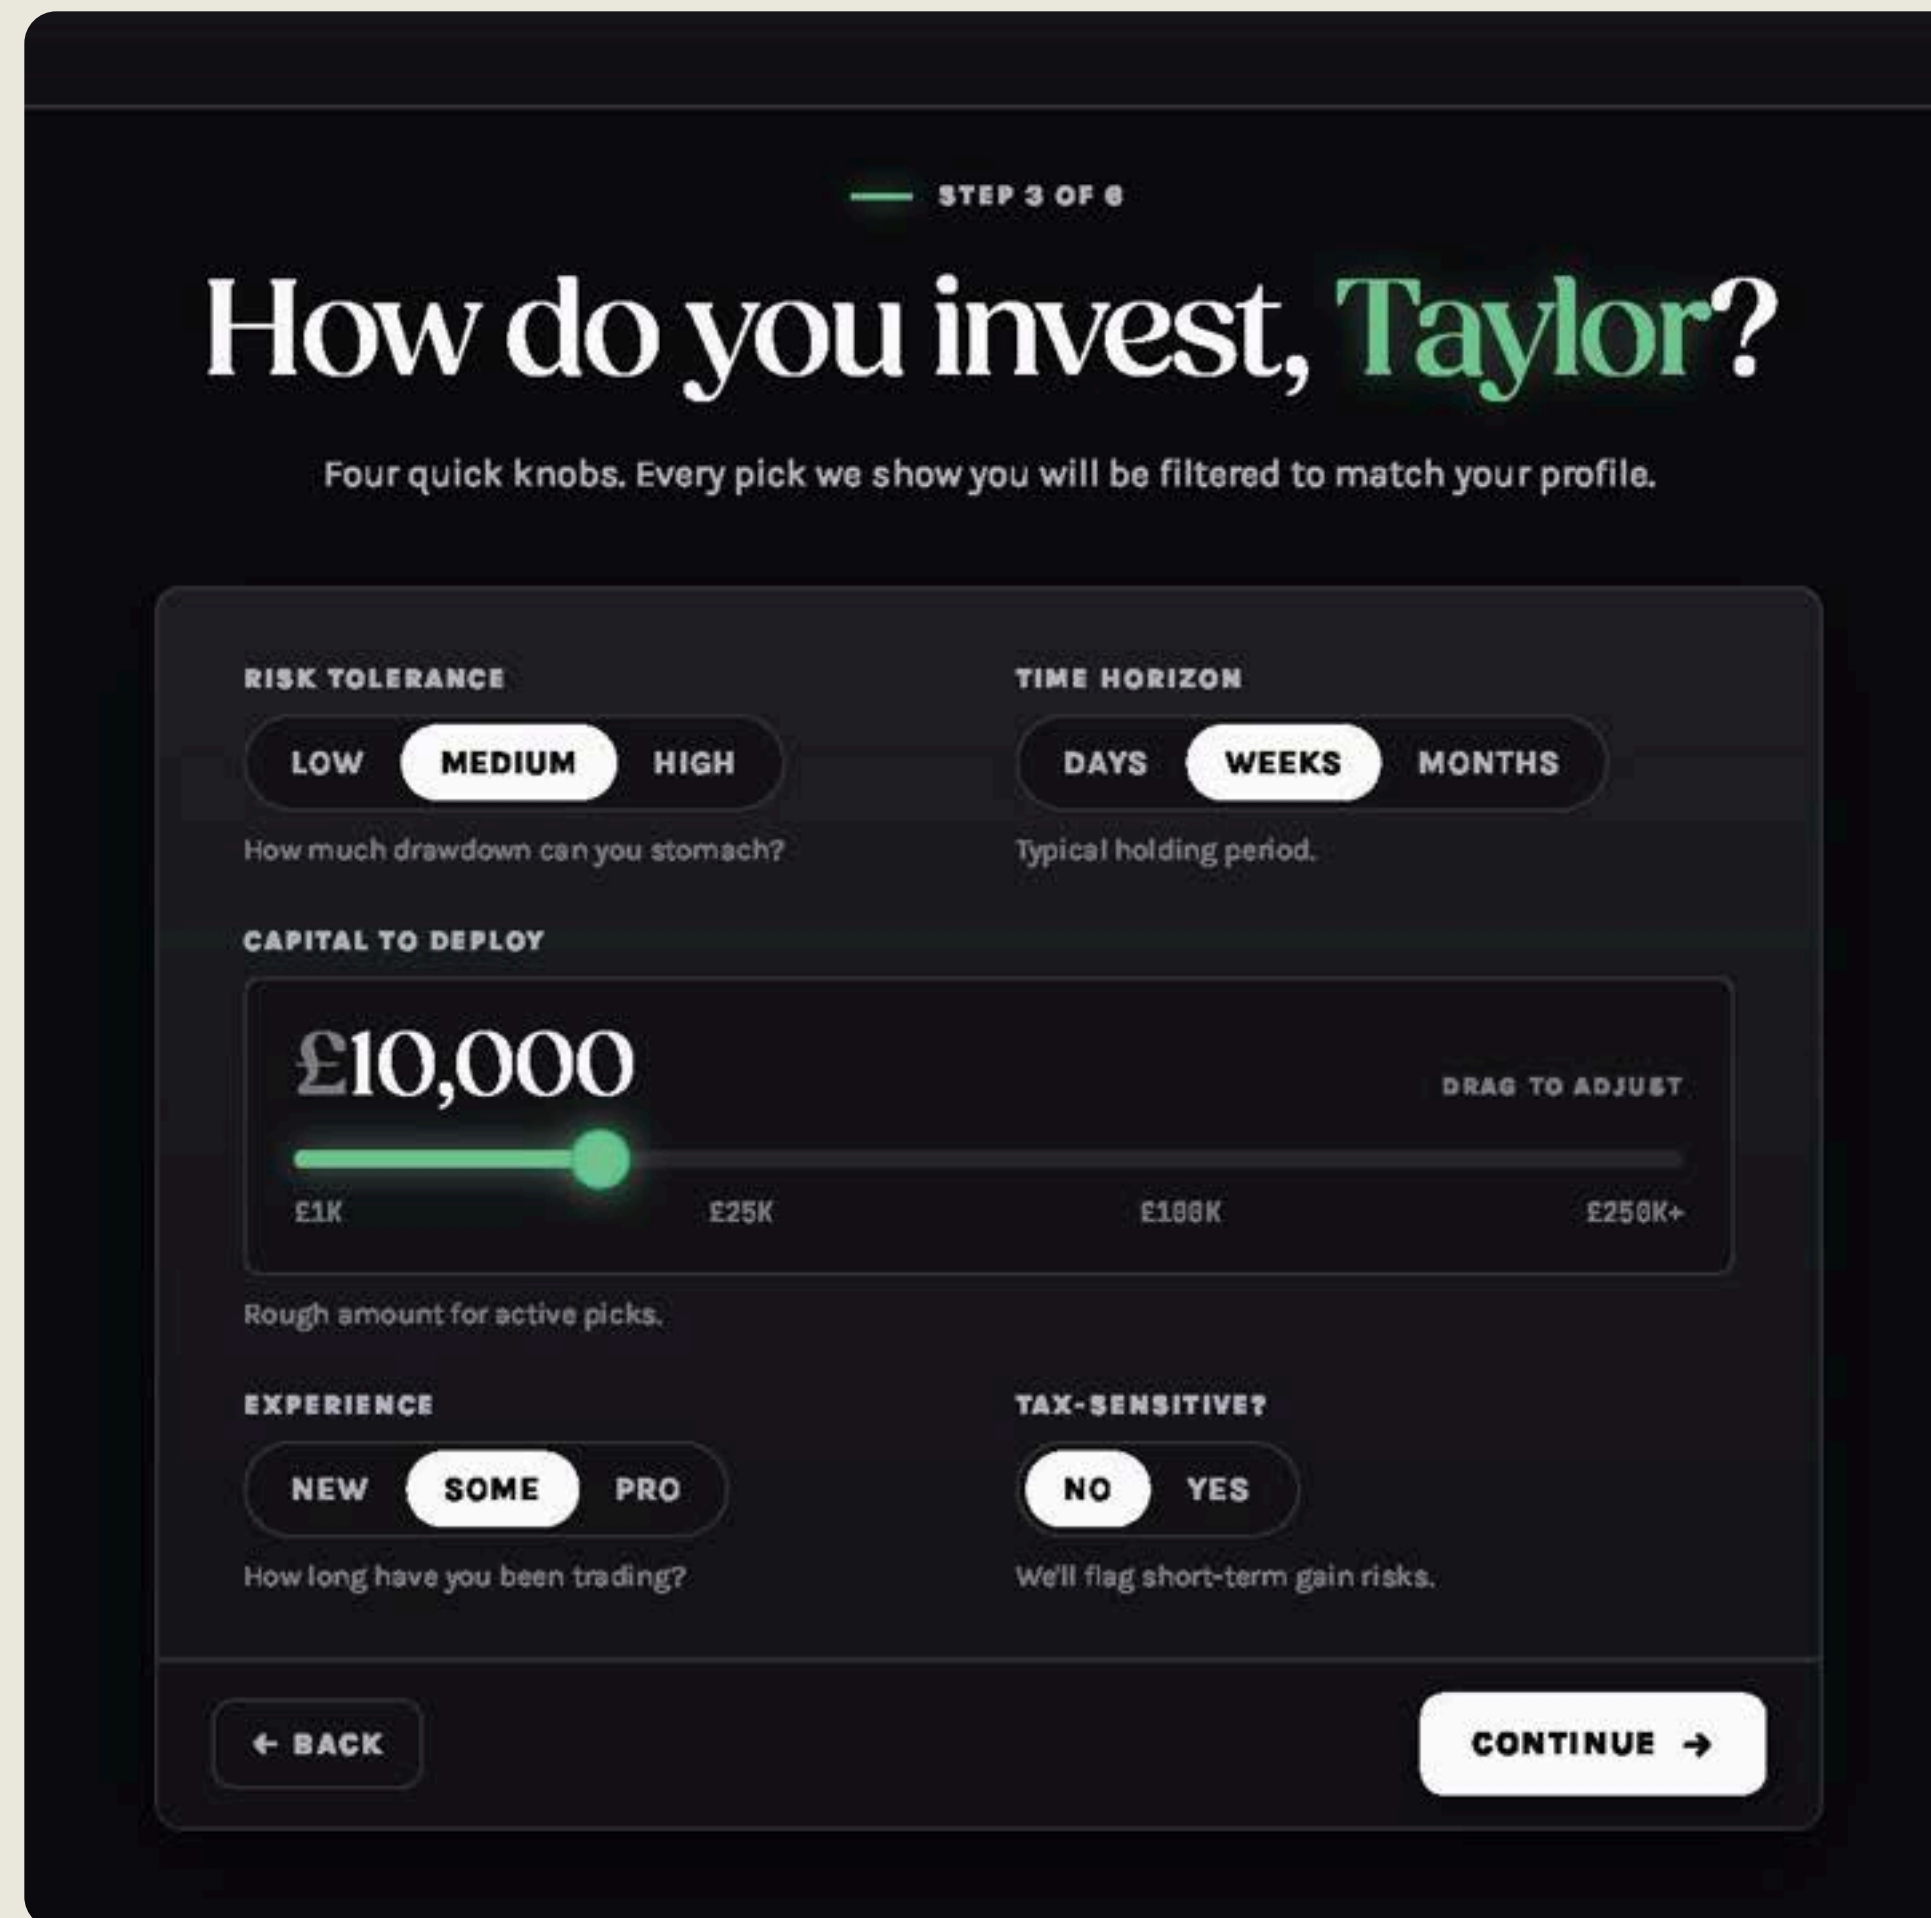 STEP 3 OF 6
How do you invest, Taylor?
Four quick knobs. Every pick we show you will be filtered to match your profile.
RISK TOLERANCE
LOW MEDIUM HIGH
How much drawdown can you stomach?
TIME HORIZON
DAYS WEEKS MONTHS
Typical holding period.
CAPITAL TO DEPLOY
£10,000
DRAG TO ADJUST
£1K £25K £100K £250K+
Rough amount for active picks.
EXPERIENCE
NEW SOME PRO
How long have you been trading?
TAX-SENSITIVE?
NO YES
We'll flag short-term gain risks.
← BACK
CONTINUE →